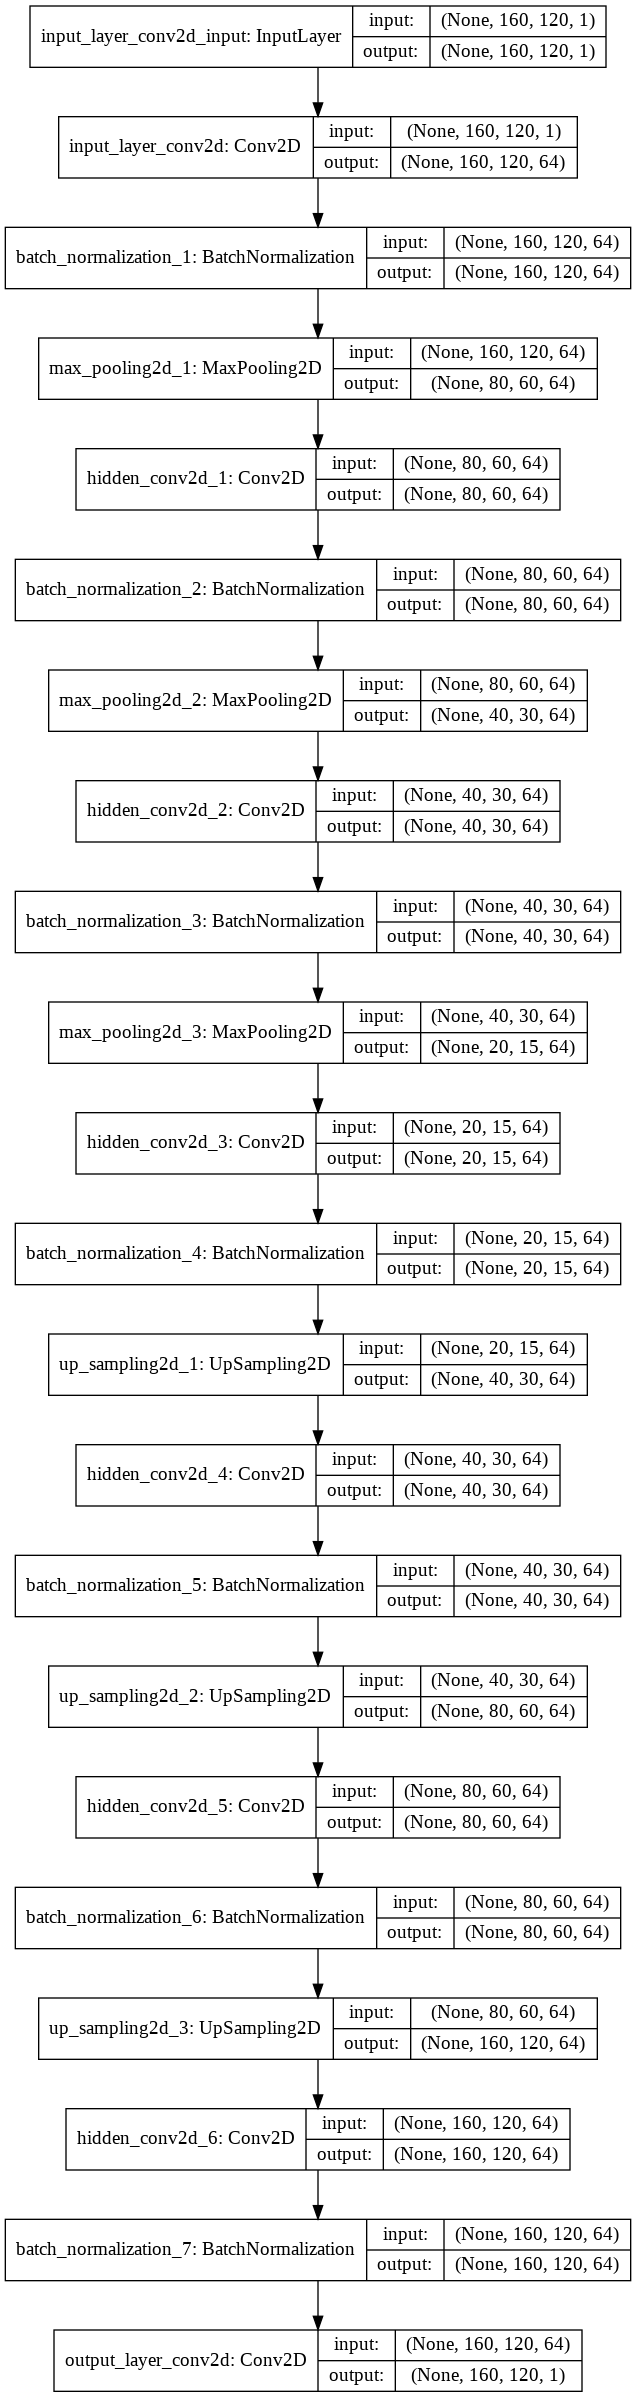 input_layer_conv2d_input: InputLayer
input: (None, 160, 120, 1)
output: (None, 160, 120, 1)
input_layer_conv2d: Conv2D
input: (None, 160, 120, 1)
output: (None, 160, 120, 64)
batch_normalization_1: BatchNormalization
input: (None, 160, 120, 64)
output: (None, 160, 120, 64)
max_pooling2d_1: MaxPooling2D
input: (None, 160, 120, 64)
output: (None, 80, 60, 64)
hidden_conv2d_1: Conv2D
input: (None, 80, 60, 64)
output: (None, 80, 60, 64)
batch_normalization_2: BatchNormalization
input: (None, 80, 60, 64)
output: (None, 80, 60, 64)
max_pooling2d_2: MaxPooling2D
input: (None, 80, 60, 64)
output: (None, 40, 30, 64)
hidden_conv2d_2: Conv2D
input: (None, 40, 30, 64)
output: (None, 40, 30, 64)
batch_normalization_3: BatchNormalization
input: (None, 40, 30, 64)
output: (None, 40, 30, 64)
max_pooling2d_3: MaxPooling2D
input: (None, 40, 30, 64)
output: (None, 20, 15, 64)
hidden_conv2d_3: Conv2D
input: (None, 20, 15, 64)
output: (None, 20, 15, 64)
batch_normalization_4: BatchNormalization
input: (None, 20, 15, 64)
output: (None, 20, 15, 64)
up_sampling2d_1: UpSampling2D
input: (None, 20, 15, 64)
output: (None, 40, 30, 64)
hidden_conv2d_4: Conv2D
input: (None, 40, 30, 64)
output: (None, 40, 30, 64)
batch_normalization_5: BatchNormalization
input: (None, 40, 30, 64)
output: (None, 40, 30, 64)
up_sampling2d_2: UpSampling2D
input: (None, 40, 30, 64)
output: (None, 80, 60, 64)
hidden_conv2d_5: Conv2D
input: (None, 80, 60, 64)
output: (None, 80, 60, 64)
batch_normalization_6: BatchNormalization
input: (None, 80, 60, 64)
output: (None, 80, 60, 64)
up_sampling2d_3: UpSampling2D
input: (None, 80, 60, 64)
output: (None, 160, 120, 64)
hidden_conv2d_6: Conv2D
input: (None, 160, 120, 64)
output: (None, 160, 120, 64)
batch_normalization_7: BatchNormalization
input: (None, 160, 120, 64)
output: (None, 160, 120, 64)
output_layer_conv2d: Conv2D
input: (None, 160, 120, 64)
output: (None, 160, 120, 1)